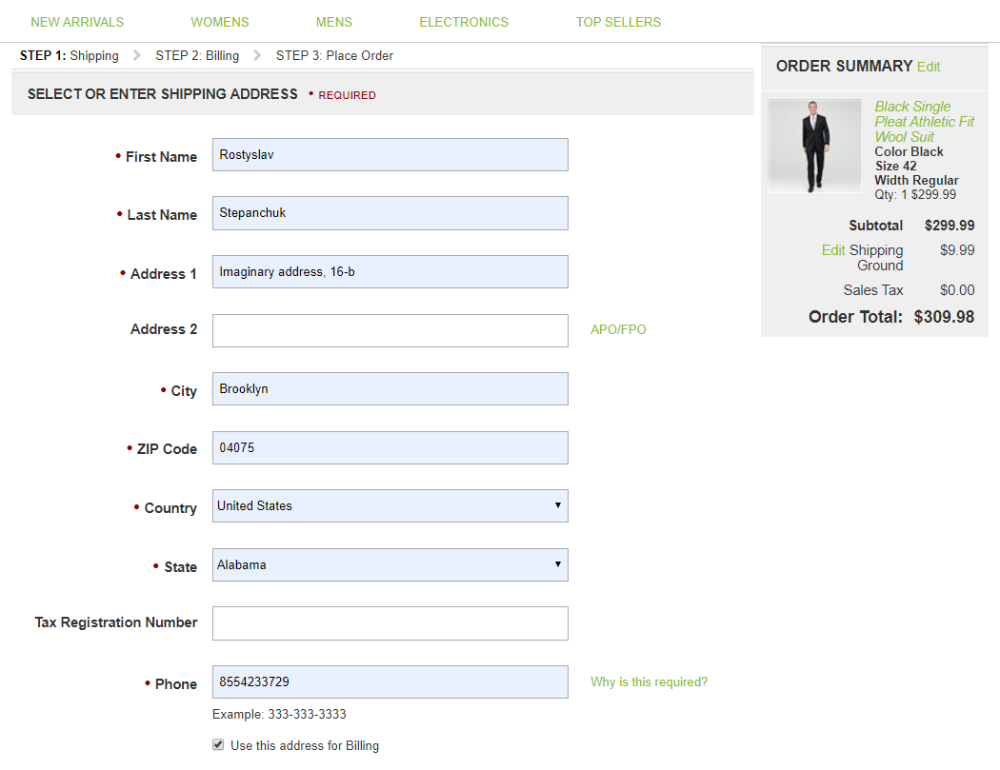 NEW ARRIVALS WOMENS MENS ELECTRONICS TOP SELLERS
STEP 1: Shipping STEP 2: Billing STEP 3: Place Order
SELECT OR ENTER SHIPPING ADDRESS • REQUIRED
• First Name Rostyslav
• Last Name Stepanchuk
• Address 1 Imaginary address, 16-b
Address 2 APO/FPO
• City Brooklyn
• ZIP Code 04075
• Country United States
• State Alabama
Tax Registration Number
• Phone 8554233729 Why is this required?
Example: 333-333-3333
Use this address for Billing
ORDER SUMMARY Edit
Black Single
Pleat Athletic Fit
Wool Suit
Color Black
Size 42
Width Regular
Qty: 1 $299.99
Subtotal $299.99
Edit Shipping $9.99
Ground
Sales Tax $0.00
Order Total: $309.98